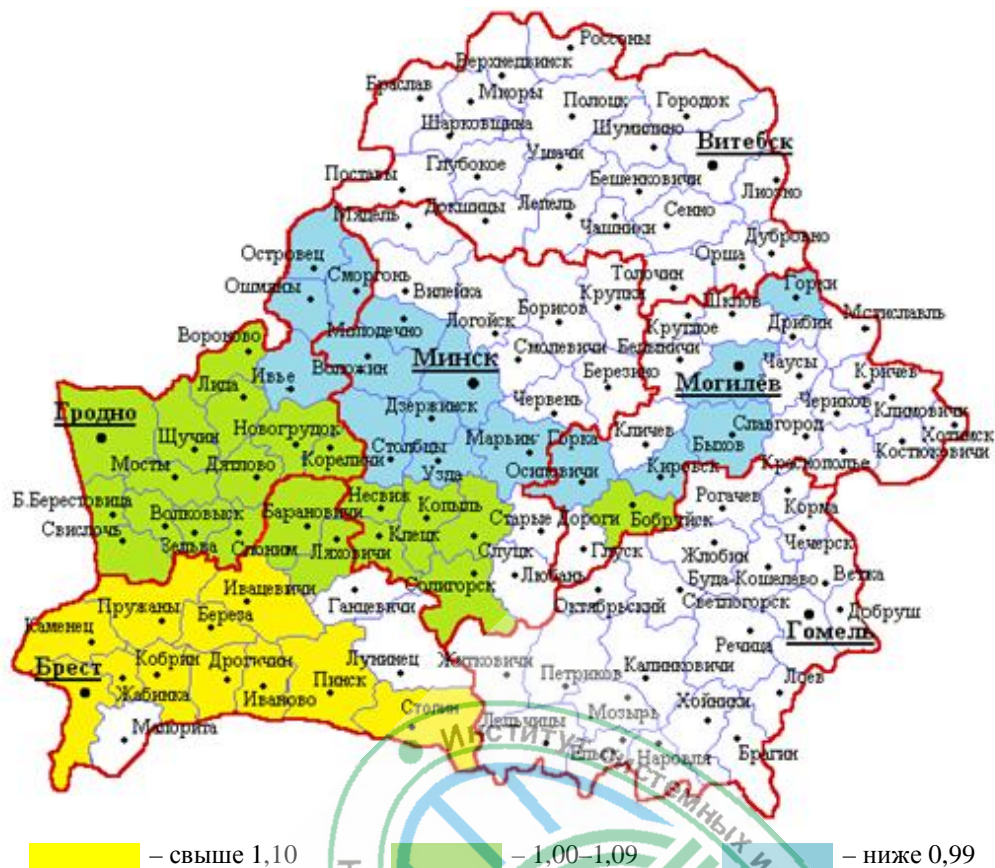 Россоны
Верхнедвинск
Браслав
Миоры
Полоцк
Городок
Шарковщина
Шумилино
Витебск
Глубокое
Ушачи
Поставы
Бешенковичи
Лиозно
Мядель
Докшицы
Лепель
Сенно
Чашники
Дубровно
Островец
Орша
Сморгонь
Толочин
Ошмяны
Вилейка
Крупки
Горки
Борисов
Шклов
Мстиславль
Вороново
Молодечно
Логойск
Круглое
Дрибин
Смолевичи
Белыничи
Лида
Ивье
Воложин
Минск
Чаусы
Березино
Могилёв
Кричев
Гродно
Дзержинск
Червень
Чериков
Климовичи
Щучин
Новогрудок
Хотимск
Столбцы
Марьина Горка
Кличев
Славгород
Мосты
Дятлово
Кореличи
Быхов
Костюковичи
Узда
Осиповичи
Кировск
Краснополье
Несвиж
Б.Берестовица
Копыль
Рогачев
Волковыск
Барановичи
Старые Дороги
Бобруйск
Корма
Свислочь
Зельва
Слоним
Клецк
Ляховичи
Слуцк
Глуск
Жлобин
Чечерск
Солигорск
Любань
Буда-Кошелево
Ветка
Ивацевичи
Пружаны
Ганцевичи
Октябрьский
Светлогорск
Добруш
Каменец
Береза
Гомель
Речица
Брест
Кобрин
Дрогичин
Лунинец
Житковичи
Петриков
Калинковичи
Лоев
Жабинка
Иваново
Пинск
Столин
Мозырь
Хойники
Малорита
Лельчицы
Ельск
Наровля
Брагин
Институт системных и
– свыше 1,10
– 1,00–1,09
– ниже 0,99